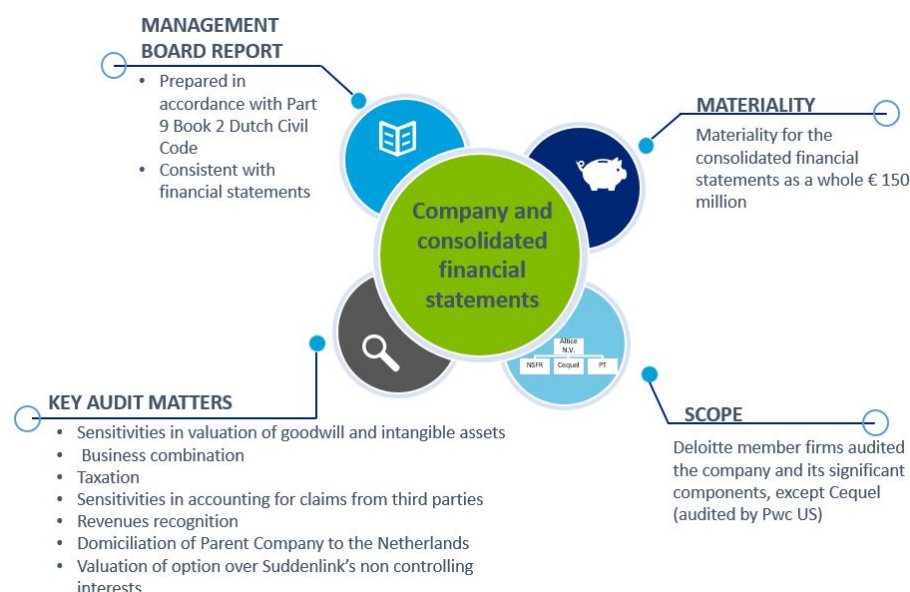 MANAGEMENT
BOARD REPORT
• Prepared in
accordance with Part
9 Book 2 Dutch Civil
Code
• Consistent with
financial statements
MATERIALITY
Materiality for the
consolidated financial
statements as a whole € 150
million
Company and
consolidated
financial
statements
Altice
N.V.
NSFR
Cequel
PT
KEY AUDIT MATTERS
• Sensitivities in valuation of goodwill and intangible assets
• Business combination
• Taxation
• Sensitivities in accounting for claims from third parties
• Revenues recognition
• Domiciliation of Parent Company to the Netherlands
• Valuation of option over Suddenlink's non controlling
interests
SCOPE
Deloitte member firms audited
the company and its significant
components, except Cequel
(audited by Pwc US)